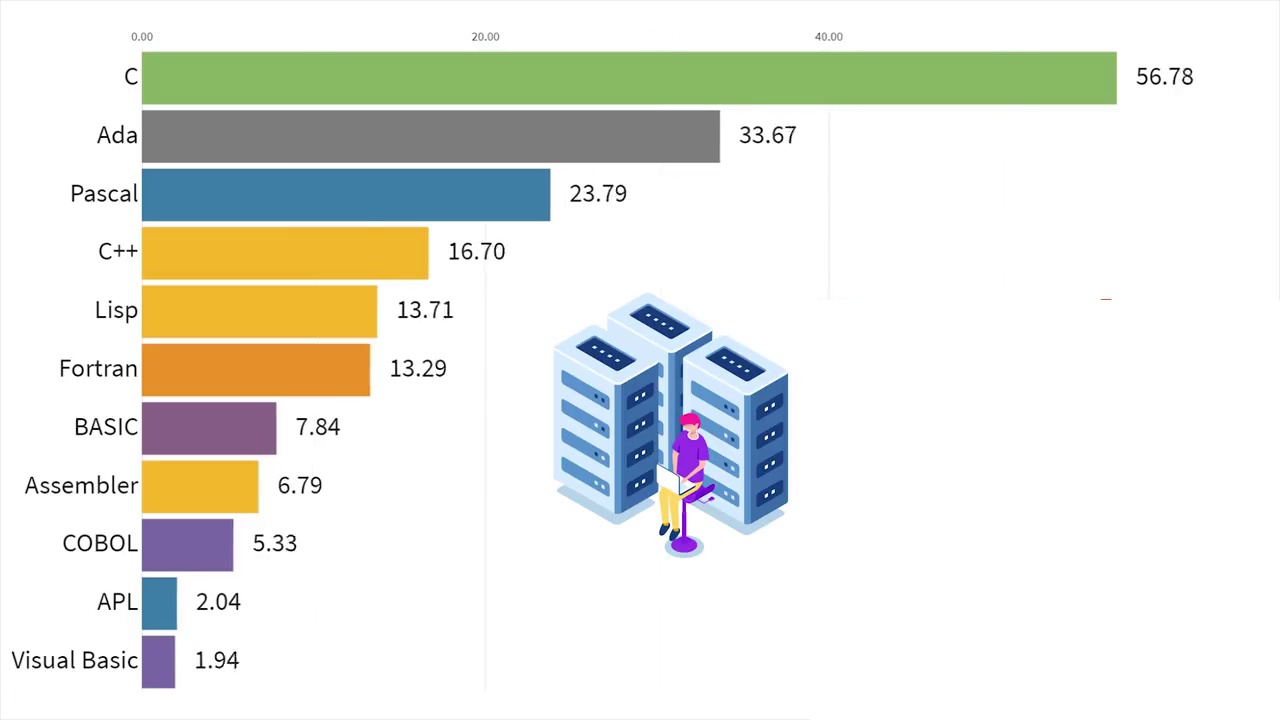 0.00 20.00 40.00
C 56.78
Ada 33.67
Pascal 23.79
C++ 16.70
Lisp 13.71
Fortran 13.29
BASIC 7.84
Assembler 6.79
COBOL 5.33
APL 2.04
Visual Basic 1.94